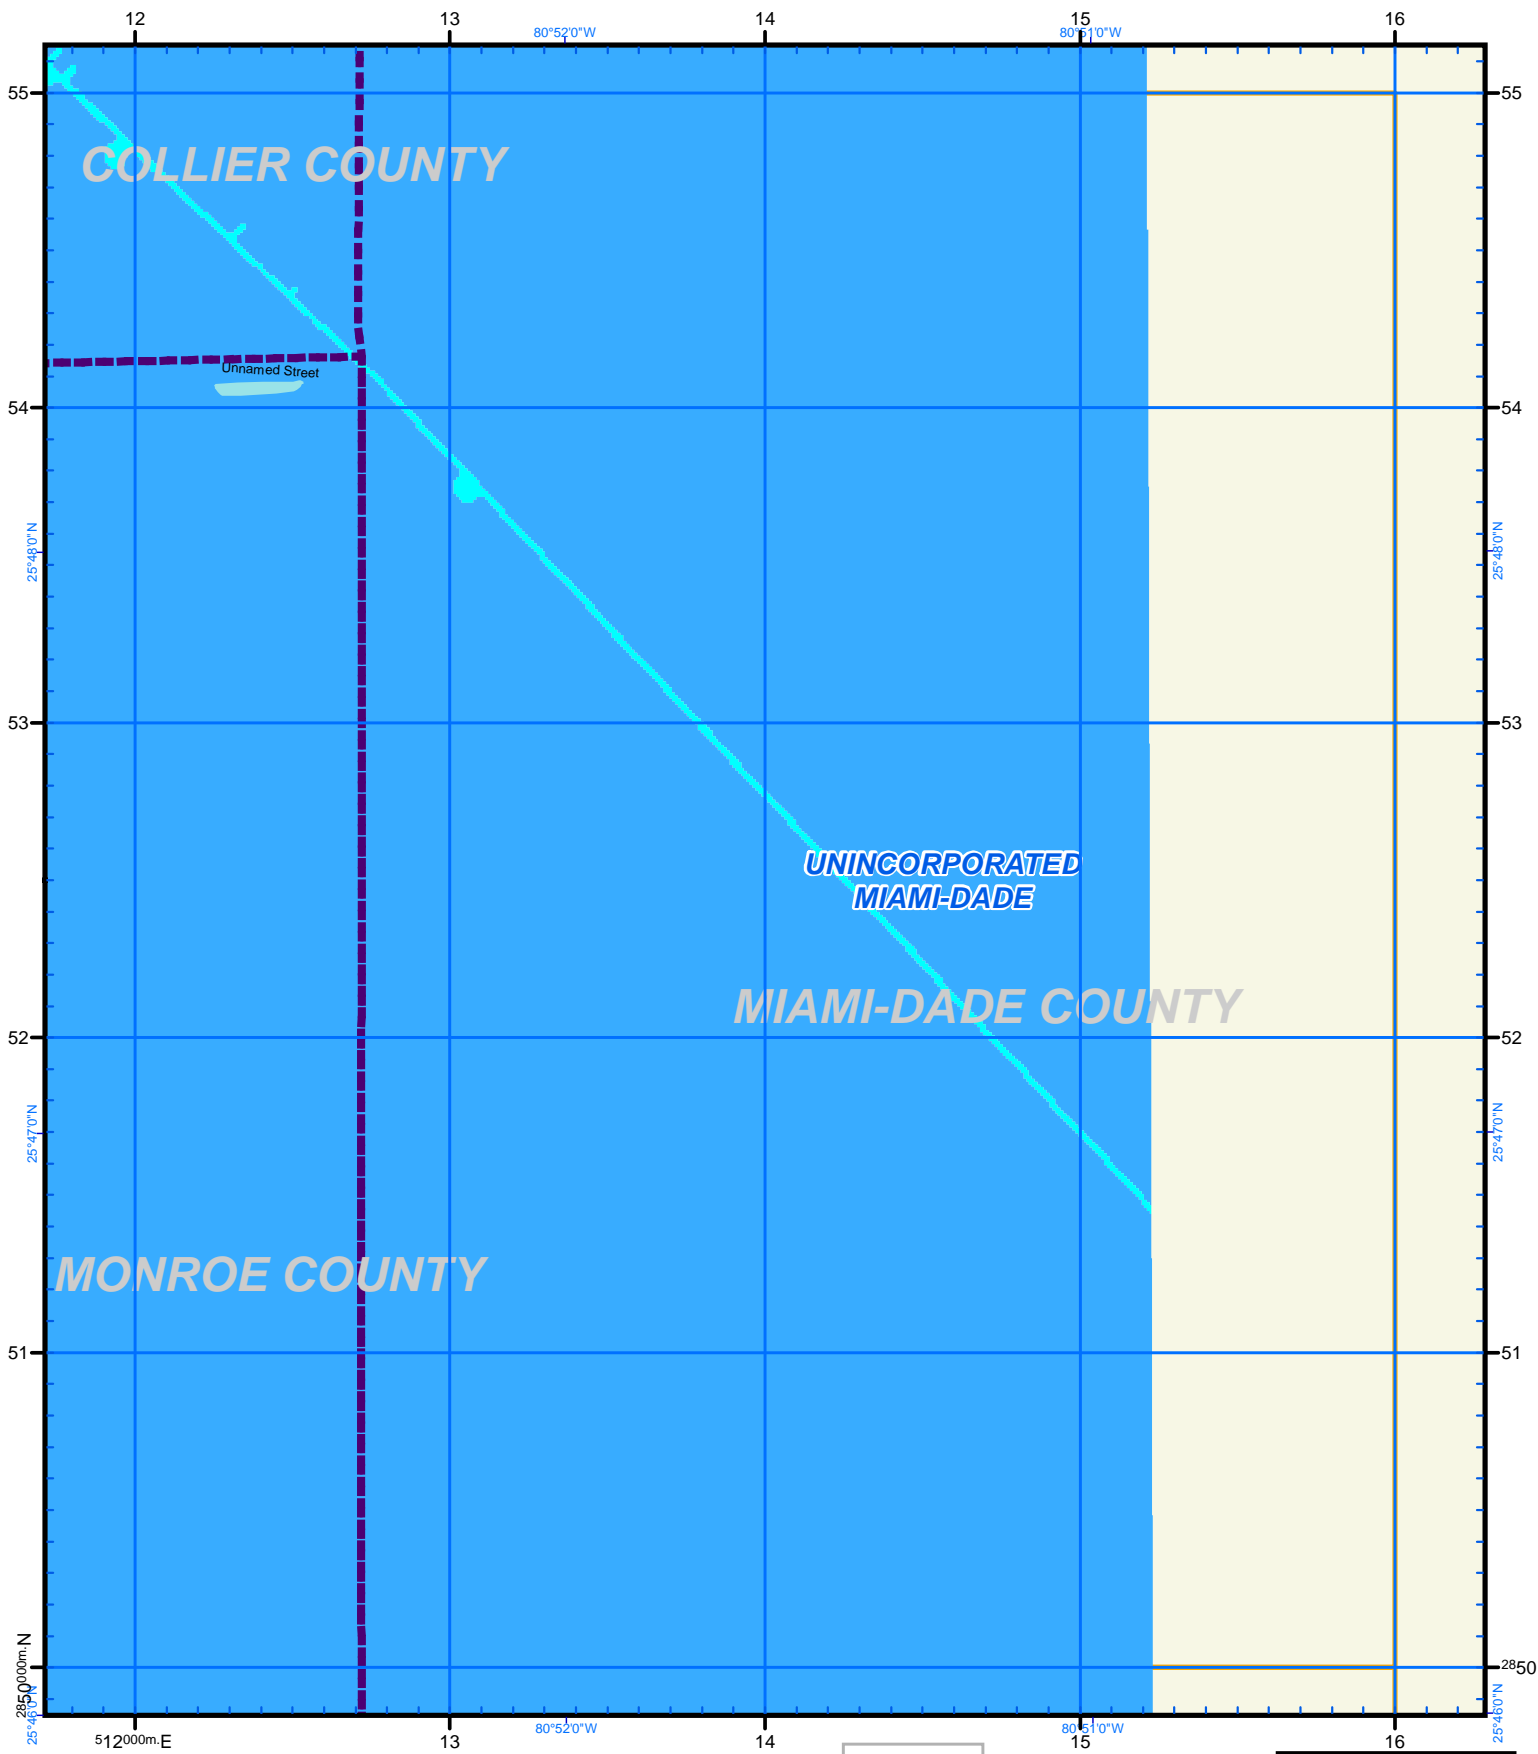 12 13 14 15 16
80°52'0"W 80°51'0"W
55 55
COLLIER COUNTY
Unnamed Street
54 54
25°48'0"N 25°48'0"N
53 53
UNINCORPORATED
MIAMI-DADE
MIAMI-DADE COUNTY
52 52
25°47'0"N 25°47'0"N
MONROE COUNTY
51 51
2850000m.N 2850
25°46'0"N 25°46'0"N
80°52'0"W 80°51'0"W
512000m.E 13 14 15 16